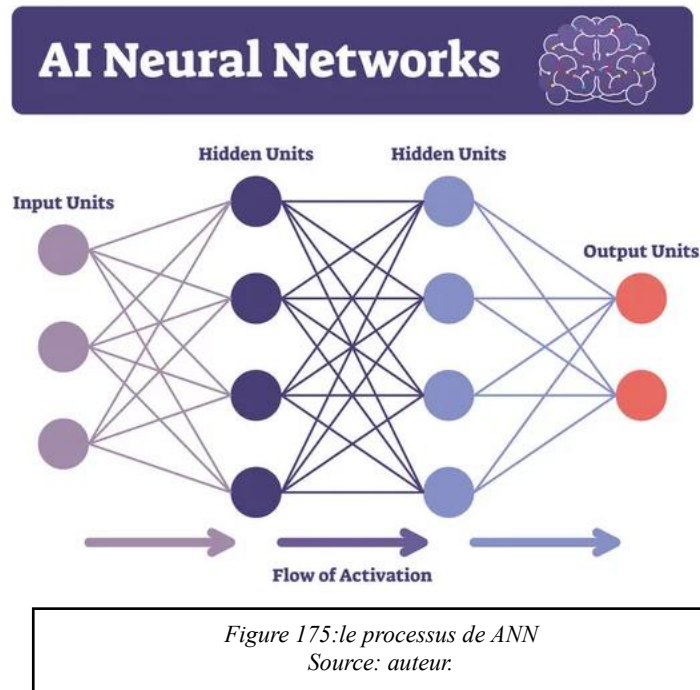 AI Neural Networks
Hidden Units
Hidden Units
Input Units
Output Units
Flow of Activation
Figure 175:le processus de ANN
Source: auteur.